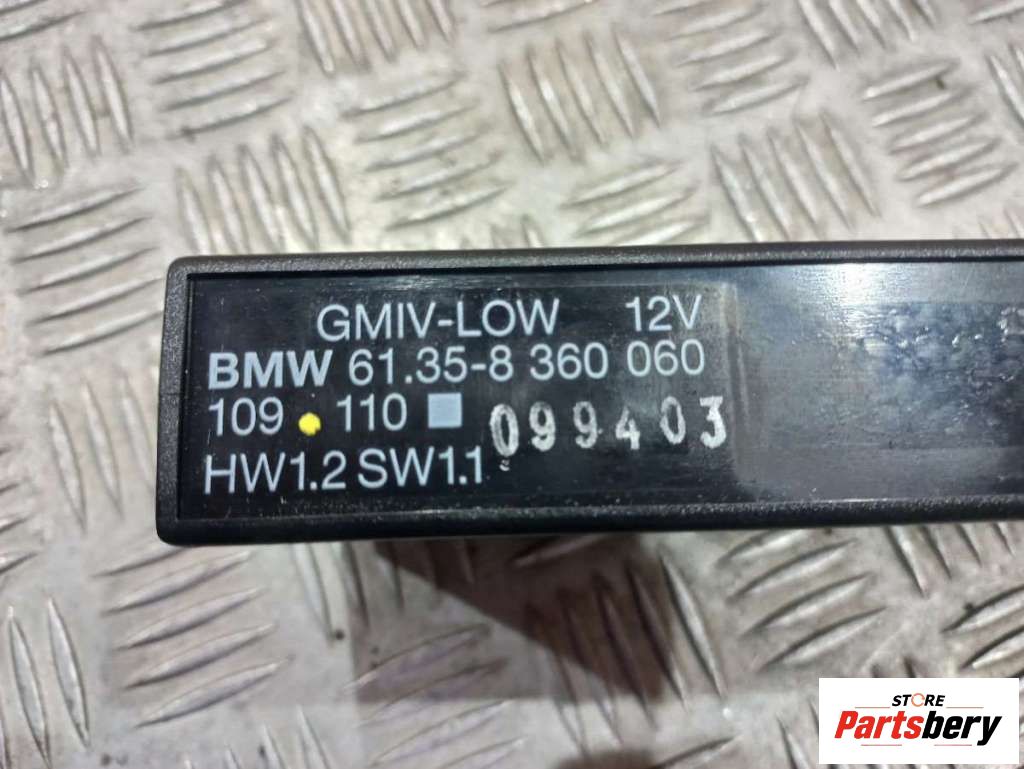 GMIV-LOW 12V
BMW 61.35-8 360 060
109 110 099403
HW1.2 SW1.1
STORE
Partsbery